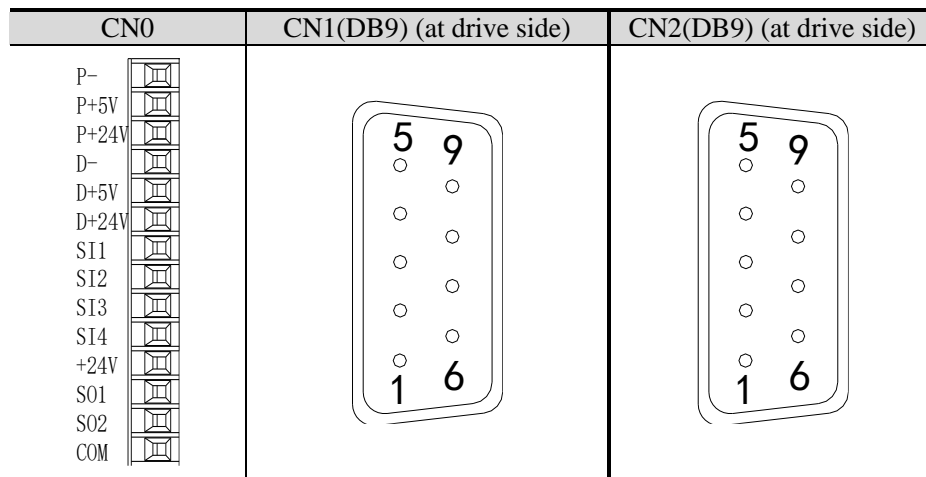 CN0
CN1(DB9) (at drive side)
CN2(DB9) (at drive side)
P-
P+5V
P+24V
D-
D+5V
D+24V
SI1
SI2
SI3
SI4
+24V
SO1
SO2
COM
5 9
1 6
5 9
1 6